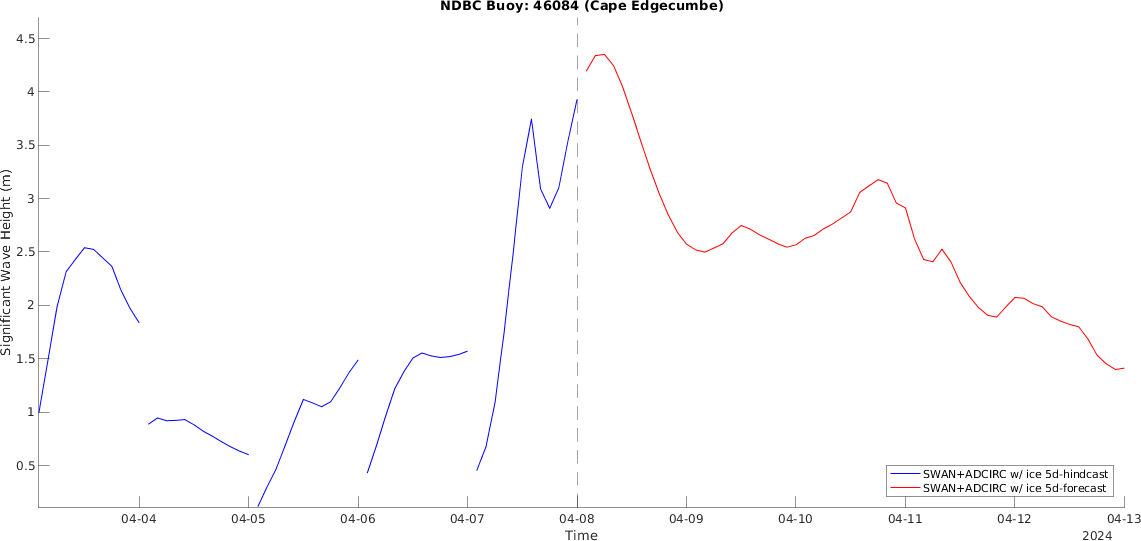 NDBC Buoy: 46084 (Cape Edgecumbe)
4.5
4
3.5
3
2.5
2
1.5
1
0.5
Significant Wave Height (m)
SWAN+ADCIRC w/ ice 5d-hindcast
SWAN+ADCIRC w/ ice 5d-forecast
04-04 04-05 04-06 04-07 04-08 04-09 04-10 04-11 04-12 04-13
Time
2024